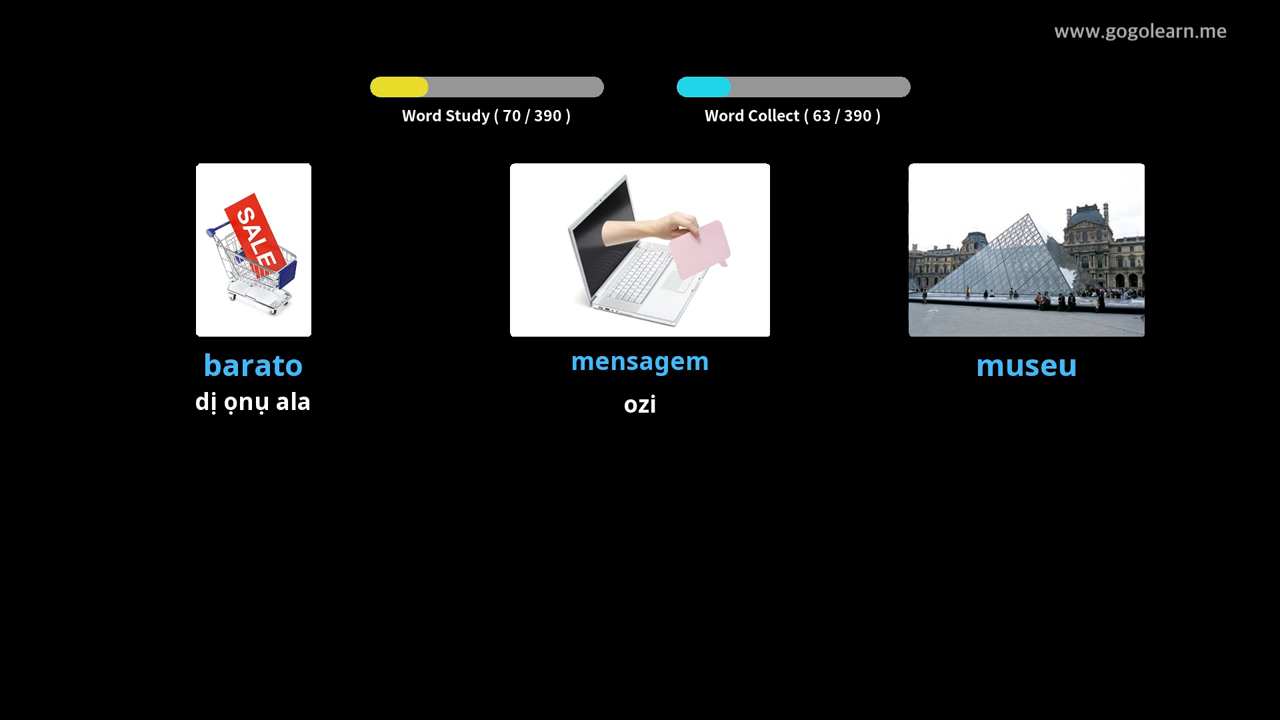 www.gogolearn.me
Word Study ( 70 / 390 )
Word Collect ( 63 / 390 )
SALE
barato
mensagem
museu
dị ọnụ ala
ozi